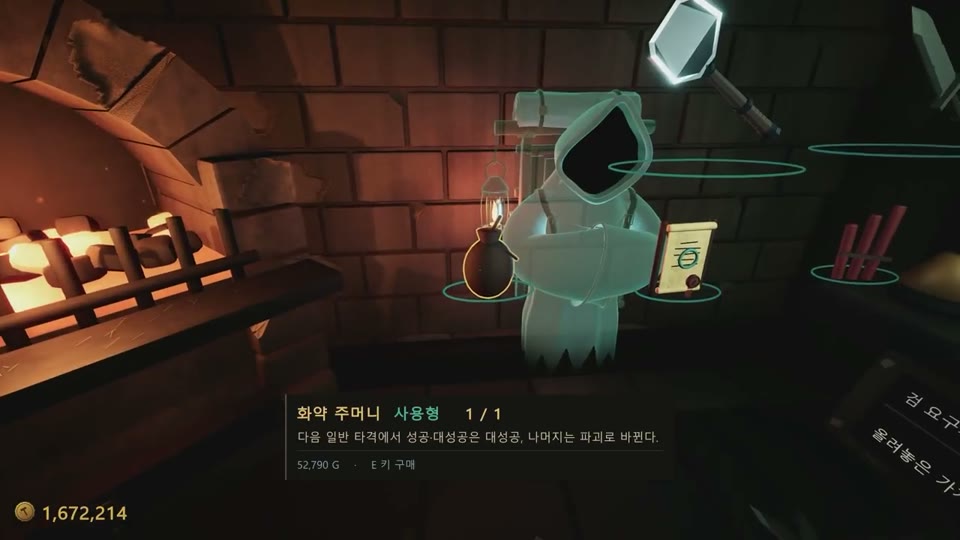 화약 주머니 사용형 1 / 1
다음 일반 타격에서 성공·대성공은 대성공, 나머지는 파괴로 바뀐다.
52,790 G · E 키 구매
검 요구
올려놓은
1,672,214